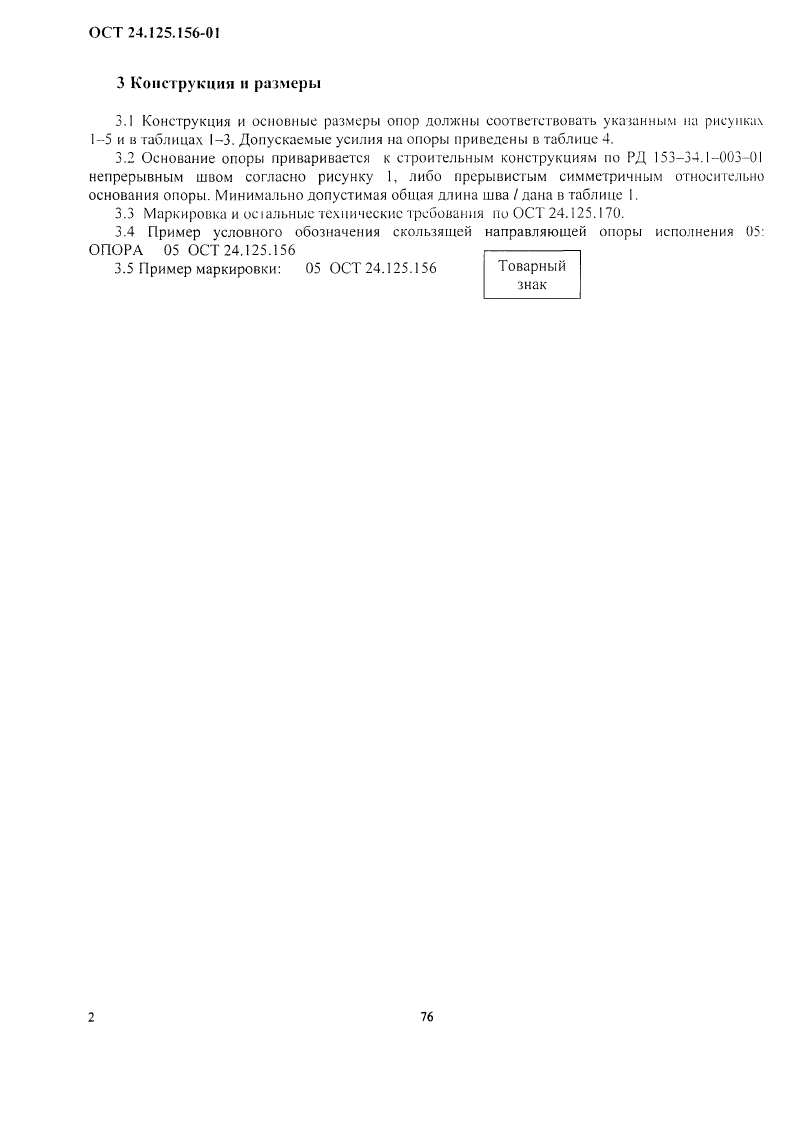 ОСТ 24.125.156-01
3 Конструкция и размеры
3.1 Конструкция и основные размеры опор должны соответствовать указанным на рисунках
1–5 и в таблицах 1–3. Допускаемые усилия на опоры приведены в таблице 4.
3.2 Основание опоры приваривается к строительным конструкциям по РД 153–34.1–003–01
непрерывным швом согласно рисунку 1, либо прерывистым симметричным относительно
основания опоры. Минимально допустимая общая длина шва l дана в таблице 1.
3.3 Маркировка и остальные технические требования по ОСТ 24.125.170.
3.4 Пример условного обозначения скользящей направляющей опоры исполнения 05:
ОПОРА 05 ОСТ 24.125.156
3.5 Пример маркировки: 05 ОСТ 24.125.156
Товарный
знак
2
76